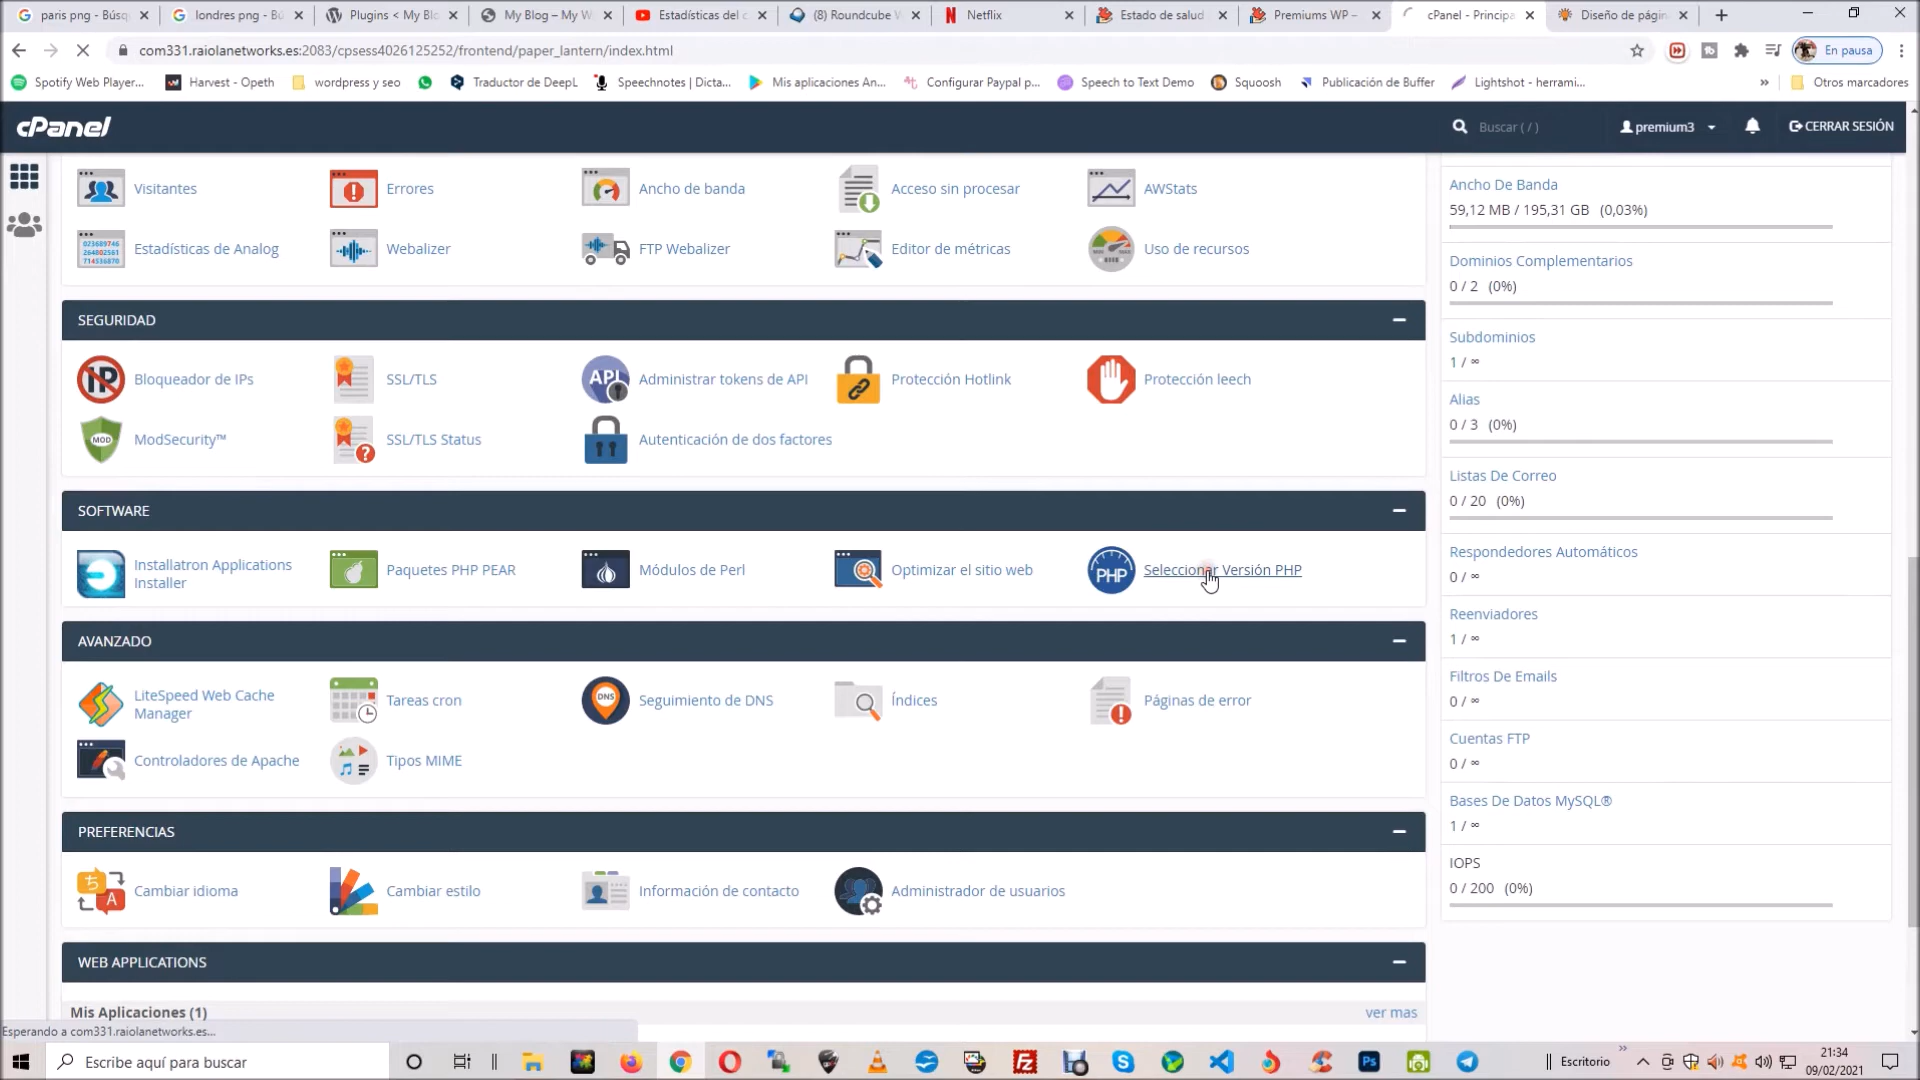 paris png - Bús
londres png - Bú
Plugins < My Blo
My Blog – My W
Estadísticas del c
(8) Roundcube W
Netflix
Estado de salud
Premiums WP –
cPanel - Principa
Diseño de págin
com331.raiolanetworks.es:2083/cpsess4026125252/frontend/paper_lantern/index.html
En pausa
Spotify Web Player...
Harvest - Opeth
wordpress y seo
Traductor de DeepL
Speechnotes | Dicta...
Mis aplicaciones An...
Configurar Paypal p...
Speech to Text Demo
Squoosh
Publicación de Buffer
Lightshot - herrami...
»
Otros marcadores
cPanel
Buscar ( / )
premium3
CERRAR SESIÓN
Visitantes
Errores
Ancho de banda
Acceso sin procesar
AWStats
Estadísticas de Analog
Webalizer
FTP Webalizer
Editor de métricas
Uso de recursos
SEGURIDAD
IP
Bloqueador de IPs
SSL/TLS
API
Administrar tokens de API
Protección Hotlink
Protección leech
MOD
ModSecurity™
SSL/TLS Status
Autenticación de dos factores
SOFTWARE
Installatron Applications
Installer
Paquetes PHP PEAR
Módulos de Perl
Optimizar el sitio web
PHP
Seleccionar Versión PHP
AVANZADO
LiteSpeed Web Cache
Manager
Tareas cron
DNS
Seguimiento de DNS
Índices
Páginas de error
Controladores de Apache
Tipos MIME
PREFERENCIAS
Cambiar idioma
Cambiar estilo
Información de contacto
Administrador de usuarios
WEB APPLICATIONS
Mis Aplicaciones (1)
ver mas
Esperando a com331.raiolanetworks.es...
Ancho De Banda
59,12 MB / 195,31 GB (0,03%)
Dominios Complementarios
0 / 2 (0%)
Subdominios
1 / ∞
Alias
0 / 3 (0%)
Listas De Correo
0 / 20 (0%)
Respondedores Automáticos
0 / ∞
Reenviadores
1 / ∞
Filtros De Emails
0 / ∞
Cuentas FTP
0 / ∞
Bases De Datos MySQL®
1 / ∞
IOPS
0 / 200 (0%)
Escribe aquí para buscar
Escritorio
»
21:34
09/02/2021